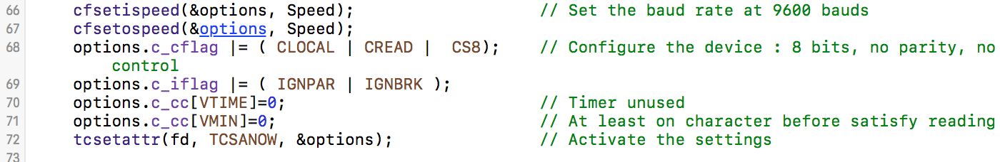 66 cfsetispeed(&options, Speed); // Set the baud rate at 9600 bauds
67 cfsetospeed(&options, Speed);
68 options.c_cflag |= ( CLOCAL | CREAD |  CS8); // Configure the device : 8 bits, no parity, no
control
69 options.c_iflag |= ( IGNPAR | IGNBRK );
70 options.c_cc[VTIME]=0; // Timer unused
71 options.c_cc[VMIN]=0; // At least on character before satisfy reading
72 tcsetattr(fd, TCSANOW, &options); // Activate the settings
73